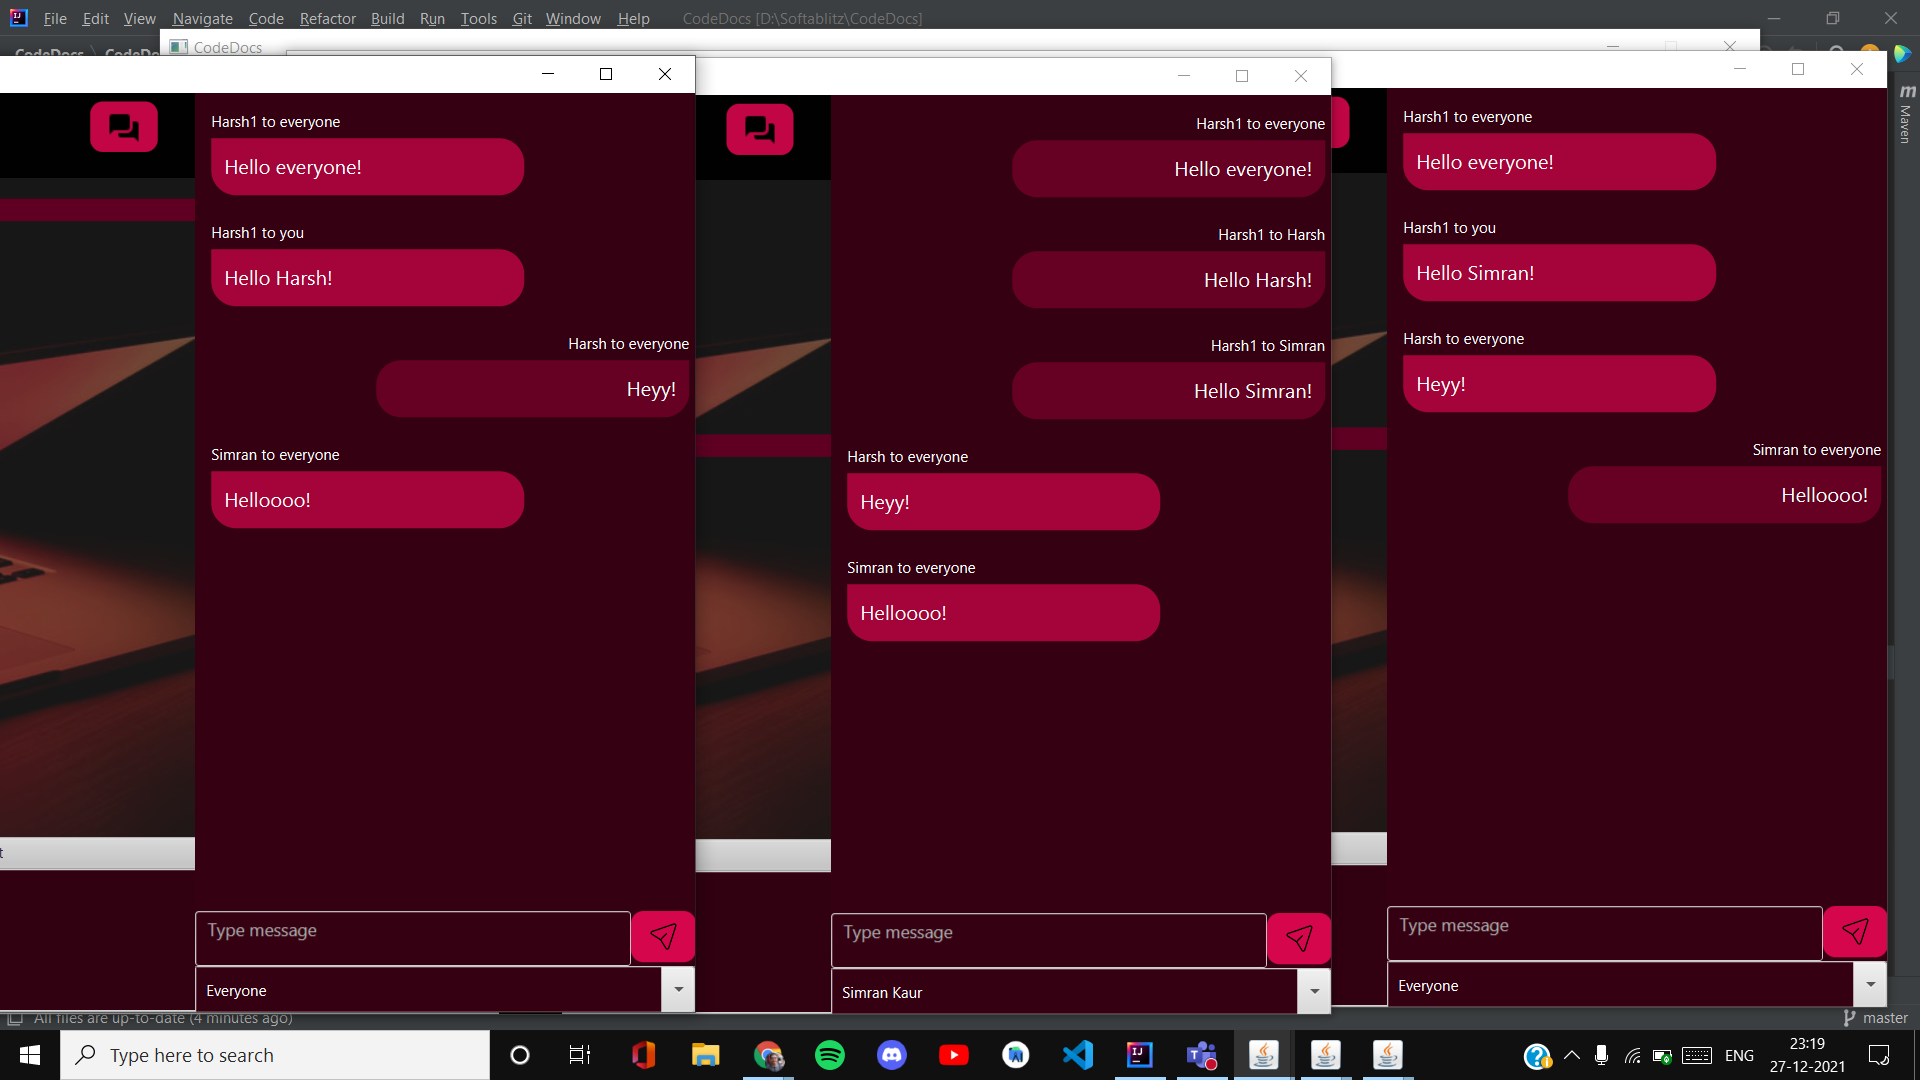 File Edit View Navigate Code Refactor Build Run Tools Git Window Help CodeDocs [D:\Softablitz\CodeDocs]
CodeDocs
Maven
Harsh1 to everyone
Hello everyone!
Harsh1 to you
Hello Harsh!
Harsh to everyone
Heyy!
Simran to everyone
Helloooo!
t
Type message
Everyone
Harsh1 to everyone
Hello everyone!
Harsh1 to Harsh
Hello Harsh!
Harsh1 to Simran
Hello Simran!
Harsh to everyone
Heyy!
Simran to everyone
Helloooo!
Type message
Simran Kaur
Harsh1 to everyone
Hello everyone!
Harsh1 to you
Hello Simran!
Harsh to everyone
Heyy!
Simran to everyone
Helloooo!
Type message
Everyone
All files are up-to-date (4 minutes ago)
master
Type here to search
ENG
23:19
27-12-2021